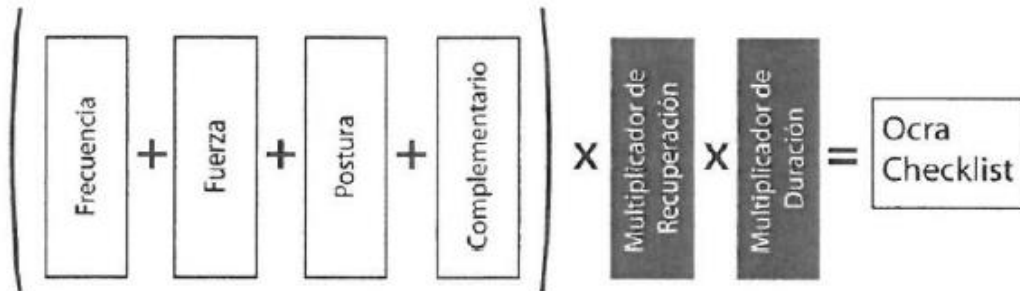 (
Frecuencia
+
Fuerza
+
Postura
+
Complementario
)
x
Multiplicador de
Recuperación
x
Multiplicador de
Duración
=
Ocra
Checklist